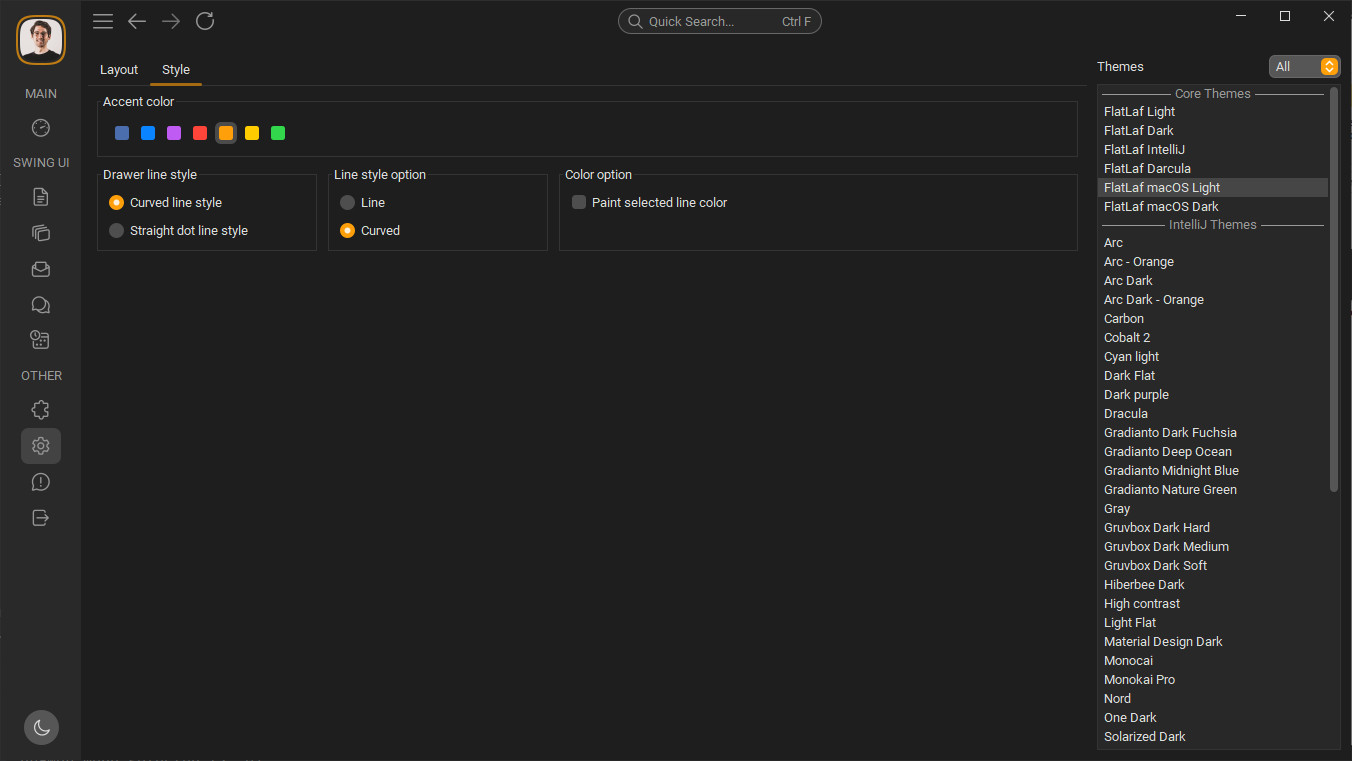 Quick Search... Ctrl F
MAIN
SWING UI
OTHER
Layout Style
Accent color
Drawer line style
Curved line style
Straight dot line style
Line style option
Line
Curved
Color option
Paint selected line color
Themes All
Core Themes
FlatLaf Light
FlatLaf Dark
FlatLaf IntelliJ
FlatLaf Darcula
FlatLaf macOS Light
FlatLaf macOS Dark
IntelliJ Themes
Arc
Arc - Orange
Arc Dark
Arc Dark - Orange
Carbon
Cobalt 2
Cyan light
Dark Flat
Dark purple
Dracula
Gradianto Dark Fuchsia
Gradianto Deep Ocean
Gradianto Midnight Blue
Gradianto Nature Green
Gray
Gruvbox Dark Hard
Gruvbox Dark Medium
Gruvbox Dark Soft
Hiberbee Dark
High contrast
Light Flat
Material Design Dark
Monocai
Monokai Pro
Nord
One Dark
Solarized Dark